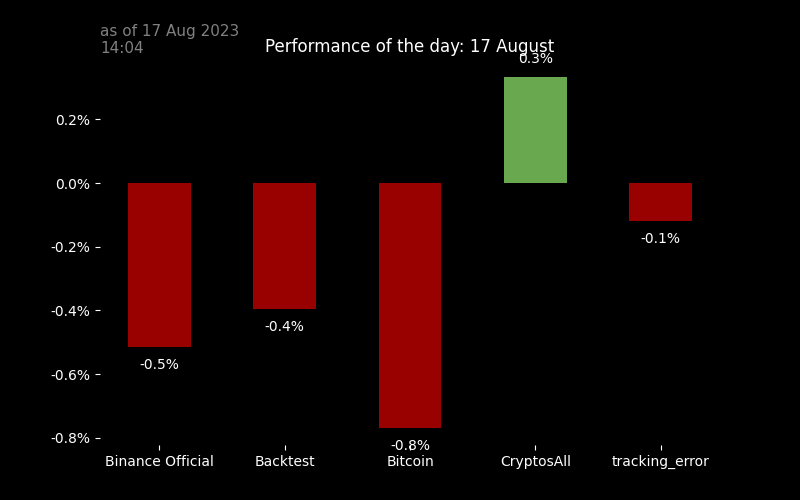 as of 17 Aug 2023
14:04
Performance of the day: 17 August
0.3%
0.2%
0.0%
-0.2%
-0.4%
-0.6%
-0.8%
-0.5%
-0.4%
-0.8%
-0.1%
Binance Official
Backtest
Bitcoin
CryptosAll
tracking_error